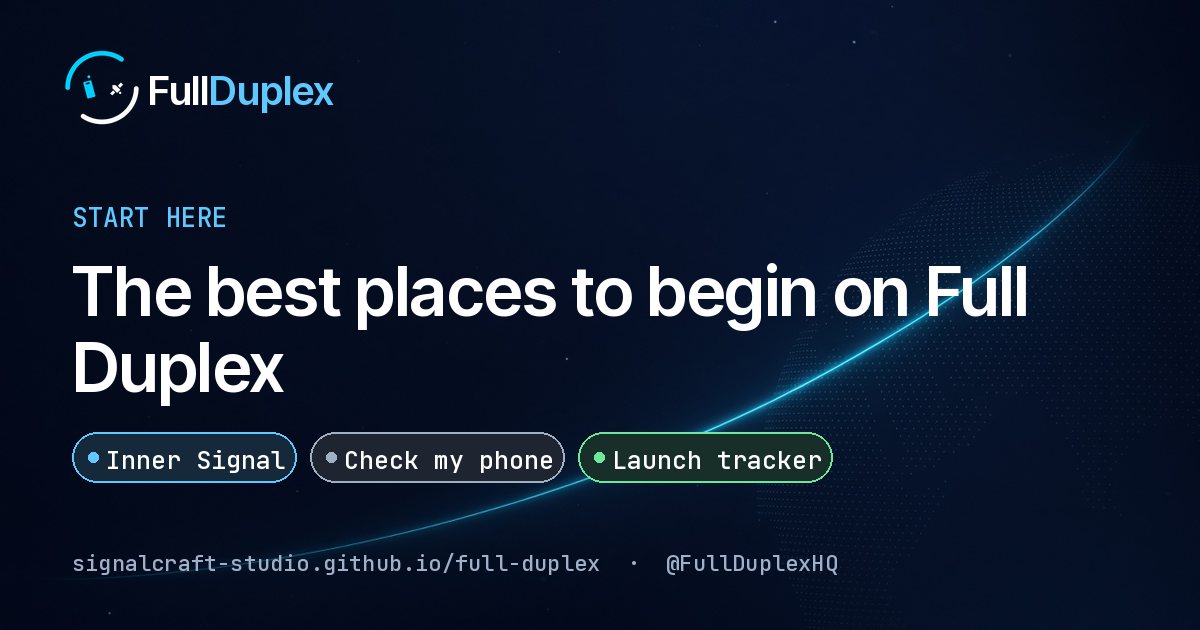 FullDuplex
START HERE
The best places to begin on Full
Duplex
Inner Signal
Check my phone
Launch tracker
signalcraft-studio.github.io/full-duplex · @FullDuplexHQ